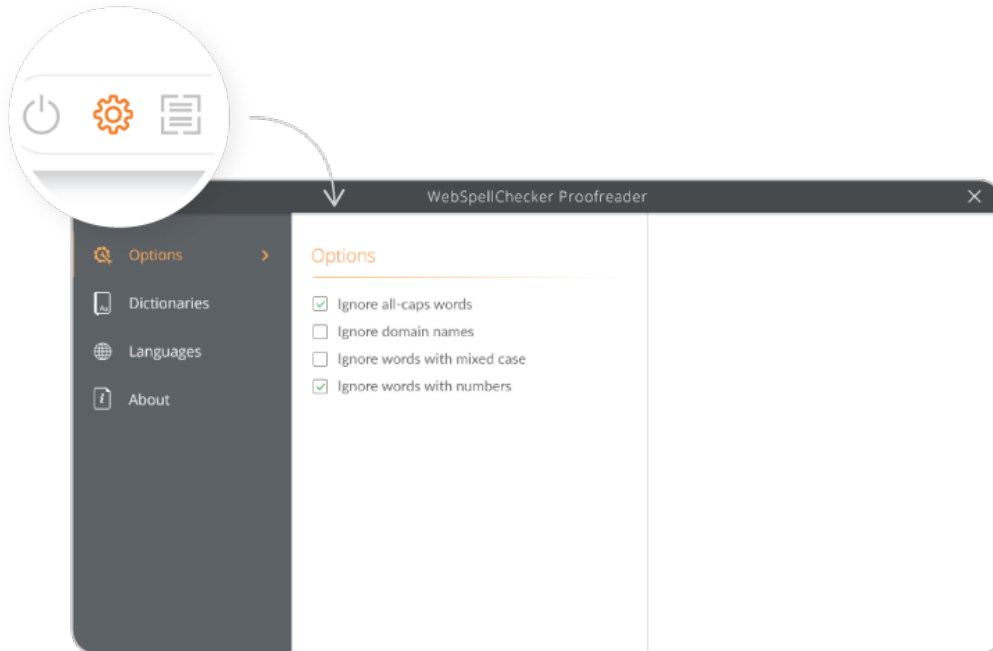 WebSpellChecker Proofreader
Options
Dictionaries
Languages
About
Options
Ignore all-caps words
Ignore domain names
Ignore words with mixed case
Ignore words with numbers